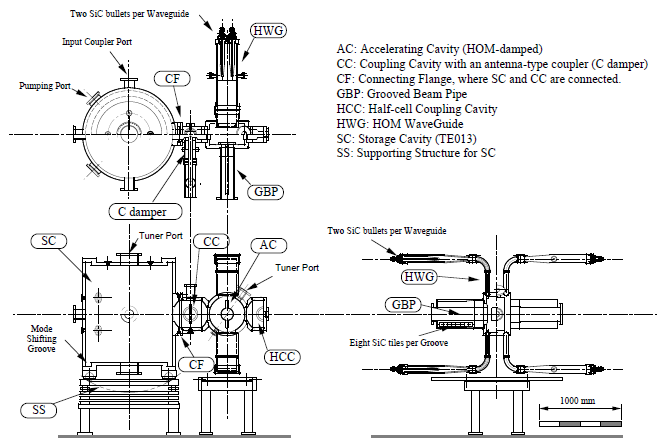 Two SiC bullets per Waveguide
HWG
Input Coupler Port
CF
Pumping Port
GBP
C damper
AC: Accelerating Cavity (HOM-damped)
CC: Coupling Cavity with an antenna-type coupler (C damper)
CF: Connecting Flange, where SC and CC are connected.
GBP: Grooved Beam Pipe
HCC: Half-cell Coupling Cavity
HWG: HOM WaveGuide
SC: Storage Cavity (TE013)
SS: Supporting Structure for SC
SC
Tuner Port
CC
AC
Tuner Port
Mode
Shifting
Groove
CF
HCC
SS
Two SiC bullets per Waveguide
HWG
GBP
Eight SiC tiles per Groove
1000 mm